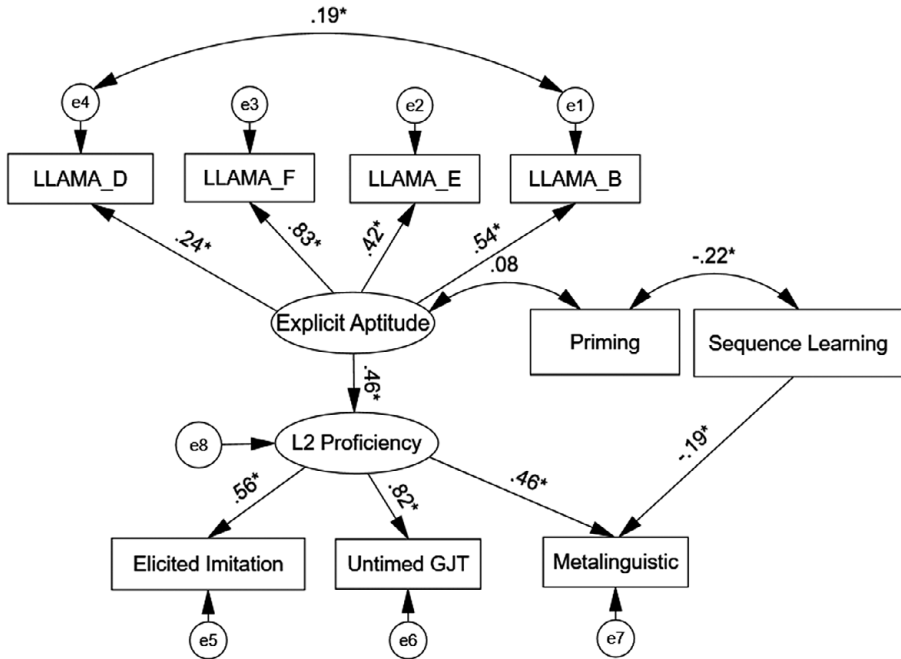 .19*
e4
e3
e2
e1
LLAMA_D
LLAMA_F
LLAMA_E
LLAMA_B
.24*
.83*
.42*
.54*
.08
-.22*
Explicit Aptitude
Priming
Sequence Learning
.46*
e8
L2 Proficiency
-.19*
.56*
.82*
.46*
Elicited Imitation
Untimed GJT
Metalinguistic
e5
e6
e7